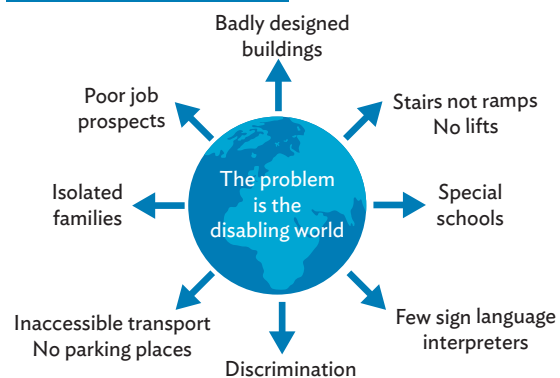 Badly designed
buildings
Poor job
prospects
Stairs not ramps
No lifts
The problem
is the
disabling world
Isolated
families
Special
schools
Inaccessible transport
No parking places
Few sign language
interpreters
Discrimination